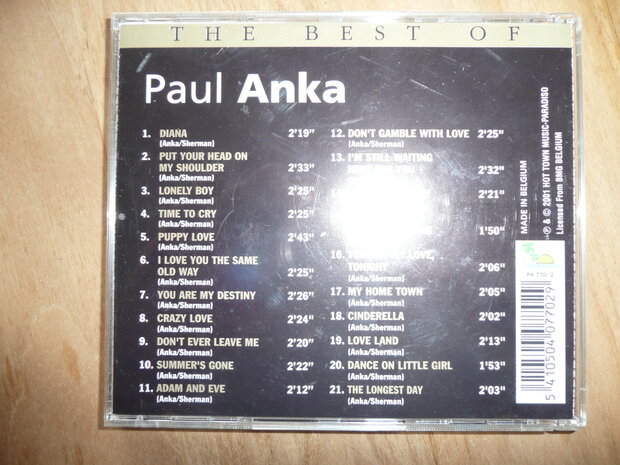 THE BEST OF
Paul Anka
1. DIANA 2'19"
(Anka/Sherman)
2. PUT YOUR HEAD ON
MY SHOULDER 2'33"
(Anka/Sherman)
3. LONELY BOY 2'25"
(Anka/Sherman)
4. TIME TO CRY 2'25"
(Anka/Sherman)
5. PUPPY LOVE 2'43"
(Anka/Sherman)
6. I LOVE YOU THE SAME
OLD WAY 2'25"
(Anka/Sherman)
7. YOU ARE MY DESTINY 2'26"
(Anka/Sherman)
8. CRAZY LOVE 2'24"
(Anka/Sherman)
9. DON'T EVER LEAVE ME 2'20"
(Anka/Sherman)
10. SUMMER'S GONE 2'22"
(Anka/Sherman)
11. ADAM AND EVE 2'12"
(Anka/Sherman)
12. DON'T GAMBLE WITH LOVE 2'25"
(Anka/Sherman)
13. I'M STILL WAITING
2'32"
2'21"
1'50"
16.
LOVE,
2'06"
(Anka/Sherman)
17. MY HOME TOWN 2'05"
(Anka/Sherman)
18. CINDERELLA 2'02"
(Anka/Sherman)
19. LOVE LAND 2'13"
(Anka/Sherman)
20. DANCE ON LITTLE GIRL 1'53"
(Anka/Sherman)
21. THE LONGEST DAY 2'03"
(Anka/Sherman)
MADE IN BELGIUM
℗ & © 2001 HOT TOWN MUSIC-PARADISO
Licensed From BMG BELGIUM
5 410504 077029